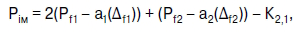 Pім = 2(Pf1 – a1(Δf1)) + (Pf2 – a2(Δf2)) – K2,1,